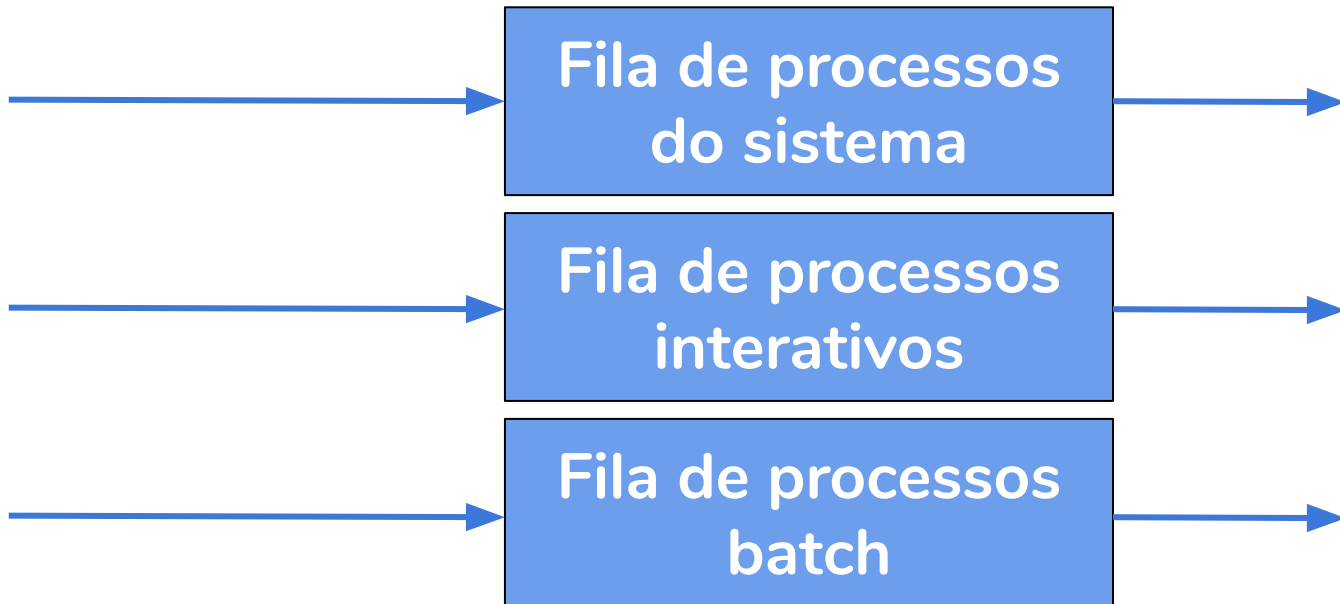 Fila de processos
do sistema
Fila de processos
interativos
Fila de processos
batch